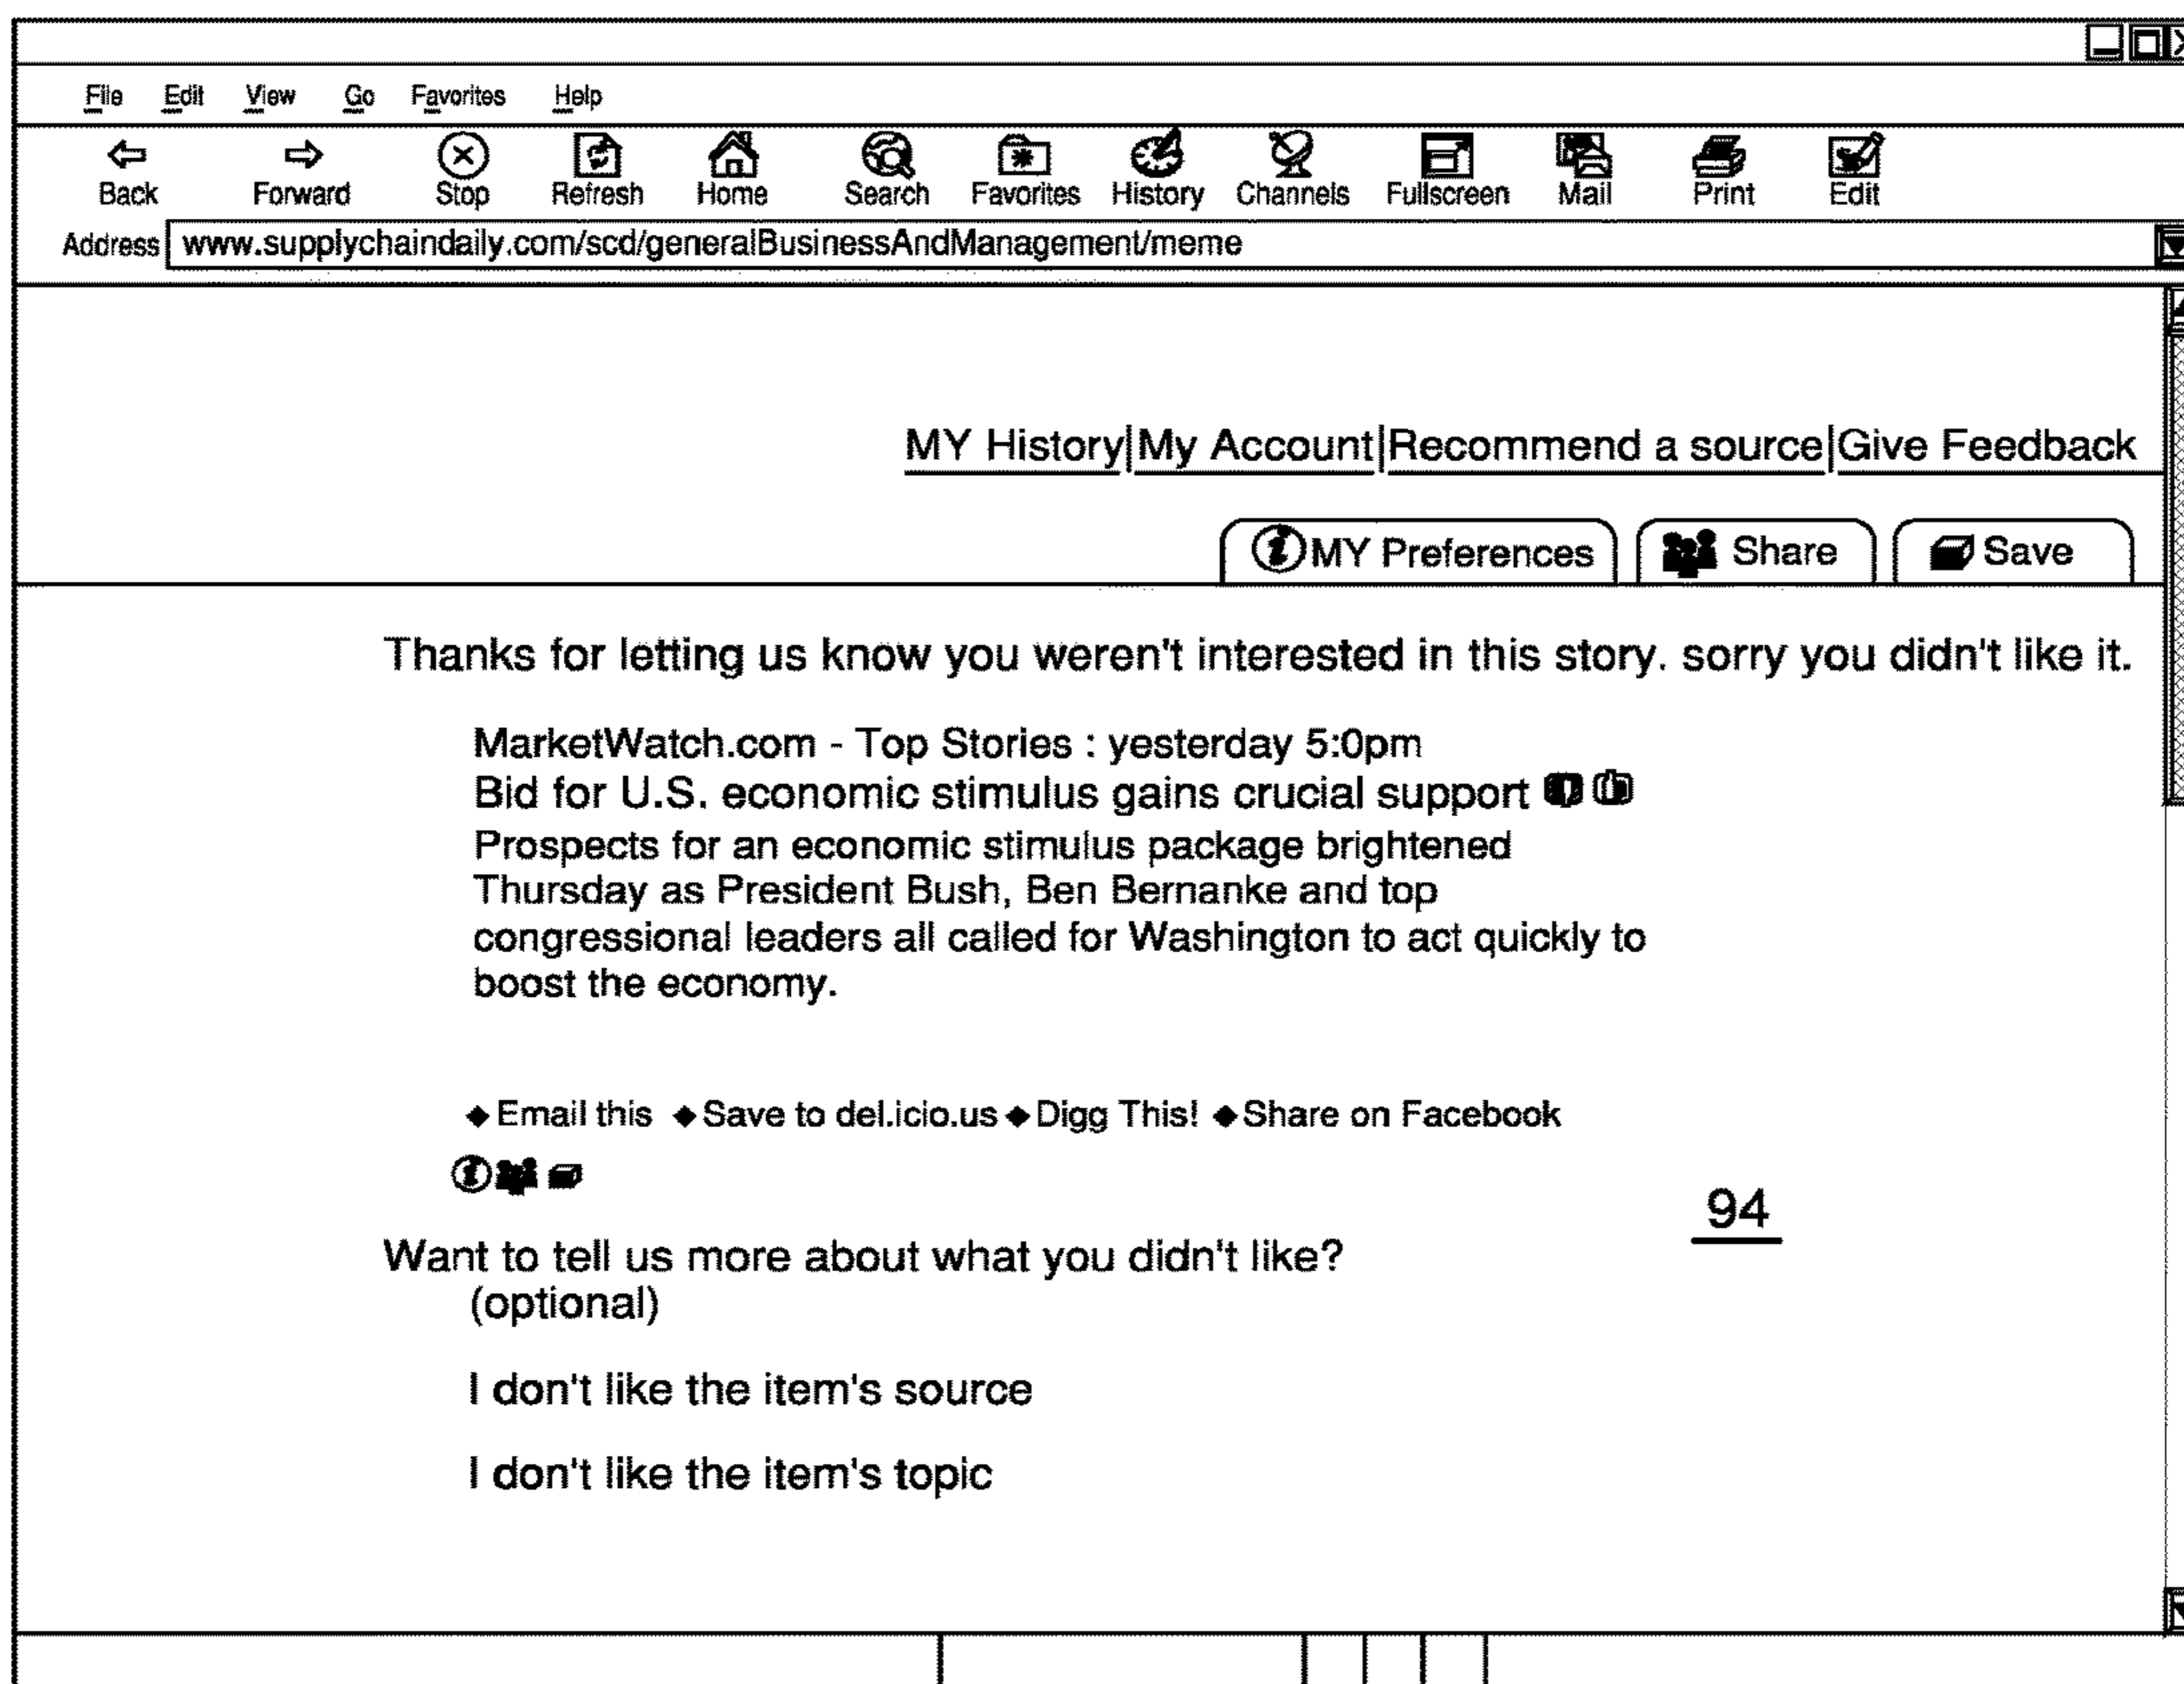 File Edit View Go Favorites Help
Back Forward Stop Refresh Home Search Favorites History Channels Fullscreen Mail Print Edit
Address www.supplychaindaily.com/scd/generalBusinessAndManagement/meme
MY History|My Account|Recommend a source|Give Feedback
MY Preferences Share Save
Thanks for letting us know you weren't interested in this story. sorry you didn't like it.
MarketWatch.com - Top Stories : yesterday 5:0pm
Bid for U.S. economic stimulus gains crucial support
Prospects for an economic stimulus package brightened
Thursday as President Bush, Ben Bernanke and top
congressional leaders all called for Washington to act quickly to
boost the economy.
◆Email this ◆Save to del.icio.us ◆Digg This! ◆Share on Facebook
94
Want to tell us more about what you didn't like?
(optional)
I don't like the item's source
I don't like the item's topic